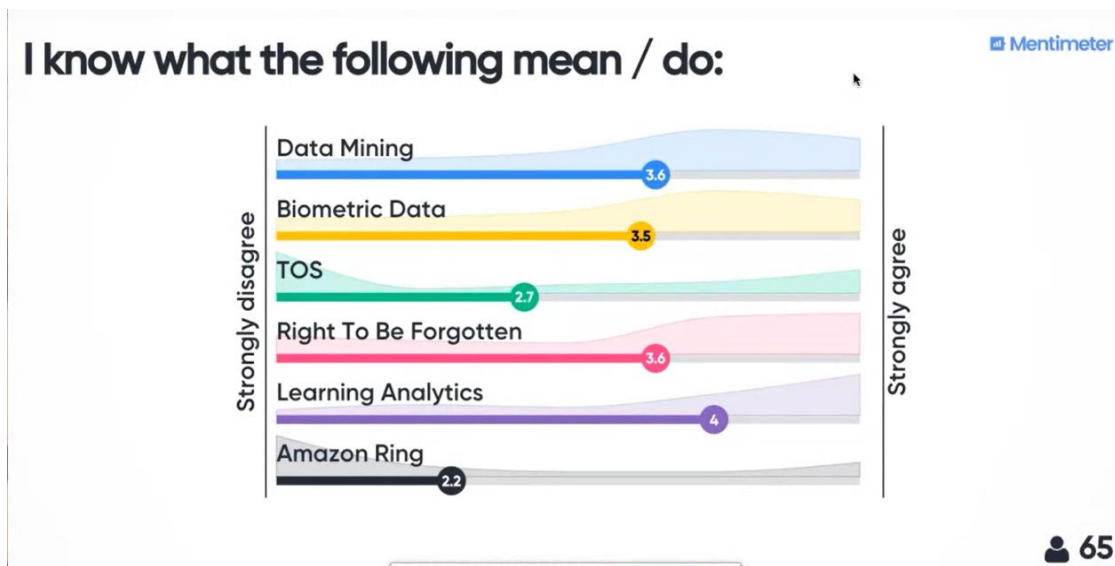 I know what the following mean / do:
Mentimeter
Strongly disagree
Data Mining
3.6
Biometric Data
3.5
TOS
2.7
Right To Be Forgotten
3.6
Learning Analytics
4
Amazon Ring
2.2
Strongly agree
65